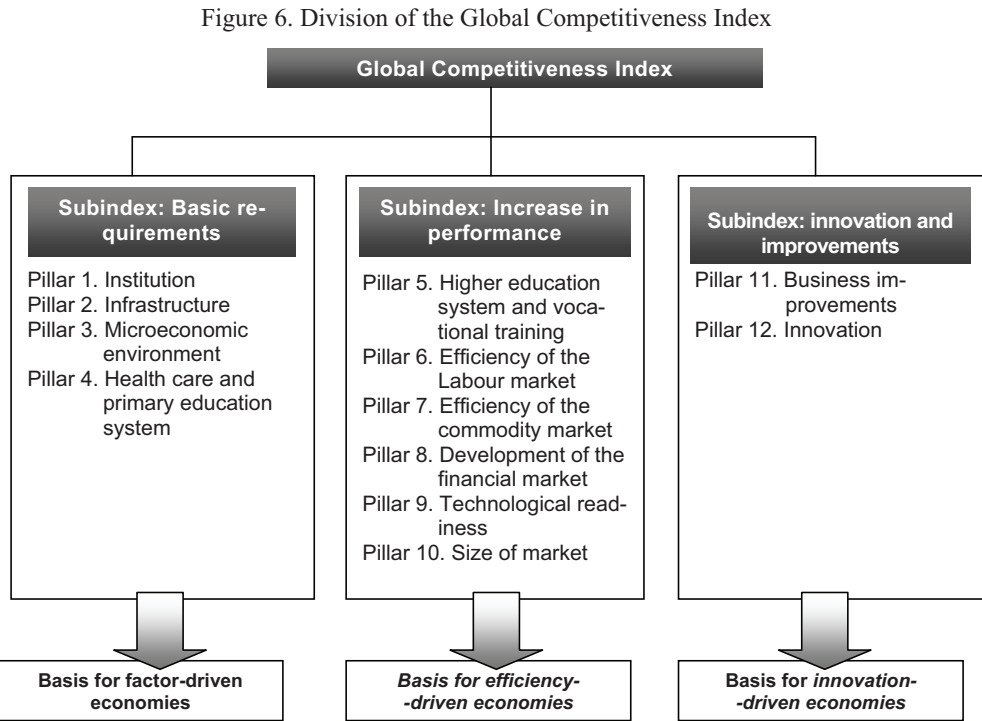 Figure 6. Division of the Global Competitiveness Index
Global Competitiveness Index
Subindex: Basic re-
quirements
Pillar 1. Institution
Pillar 2. Infrastructure
Pillar 3. Microeconomic
environment
Pillar 4. Health care and
primary education
system
Basis for factor-driven
economies
Subindex: Increase in
performance
Pillar 5. Higher education
system and voca-
tional training
Pillar 6. Efficiency of the
Labour market
Pillar 7. Efficiency of the
commodity market
Pillar 8. Development of the
financial market
Pillar 9. Technological read-
iness
Pillar 10. Size of market
Basis for efficiency-
-driven economies
Subindex: innovation and
improvements
Pillar 11. Business im-
provements
Pillar 12. Innovation
Basis for innovation-
-driven economies